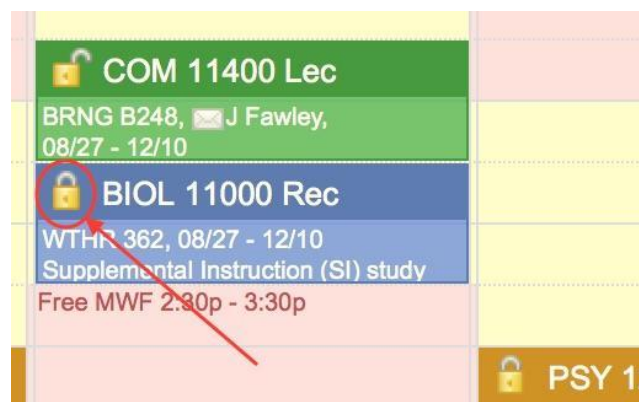 COM 11400 Lec
BRNG B248, J Fawley,
08/27 - 12/10
BIOL 11000 Rec
WTHR 362, 08/27 - 12/10
Supplemental Instruction (SI) study
Free MWF 2:30p - 3:30p
PSY 1